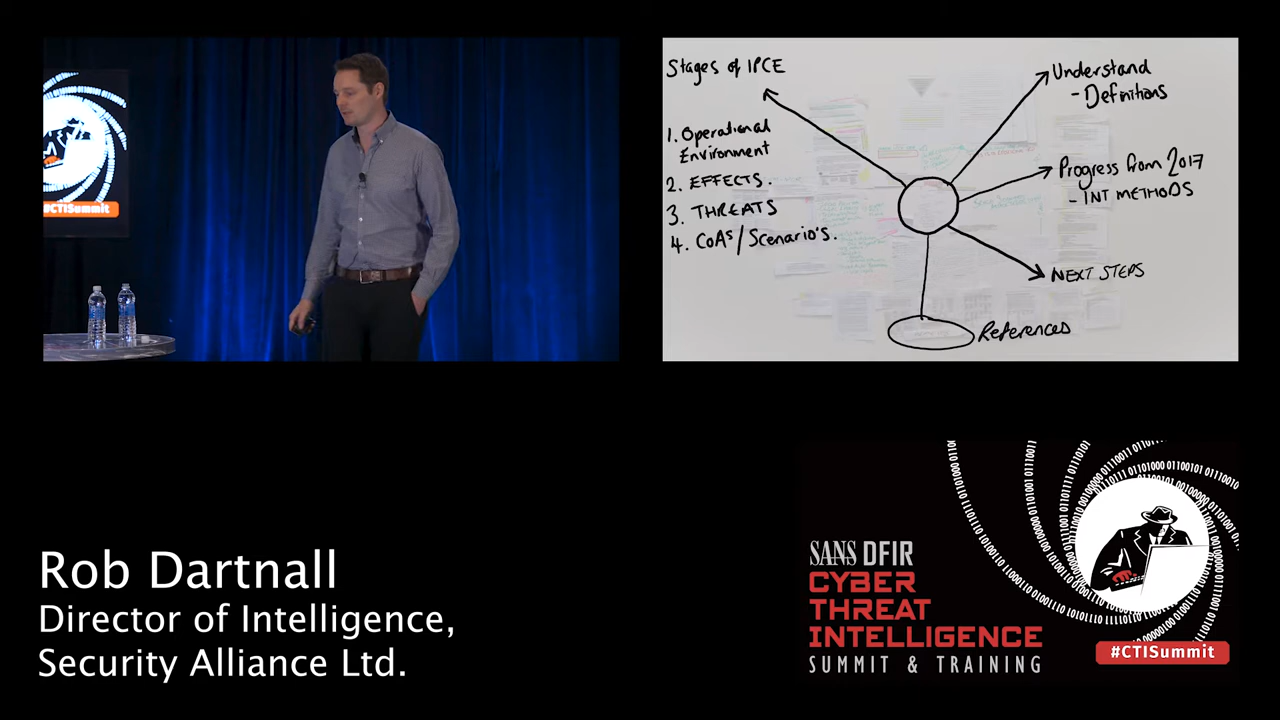 #CTISummit
Stages of IPCE
1. Operational
Environment
2. EFFECTS.
3. THREATS
4. CoAs/Scenario's.
Understand
- Definitions
Progress from 2017
- INT METHODS
NEXT STEPS
References
Rob Dartnall
Director of Intelligence,
Security Alliance Ltd.
SANS DFIR
CYBER
THREAT
INTELLIGENCE
SUMMIT & TRAINING
#CTISummit